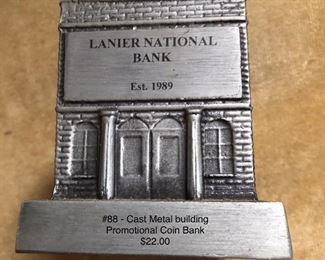 LANIER NATIONAL
BANK
Est. 1989
#88 - Cast Metal building
Promotional Coin Bank
$22.00